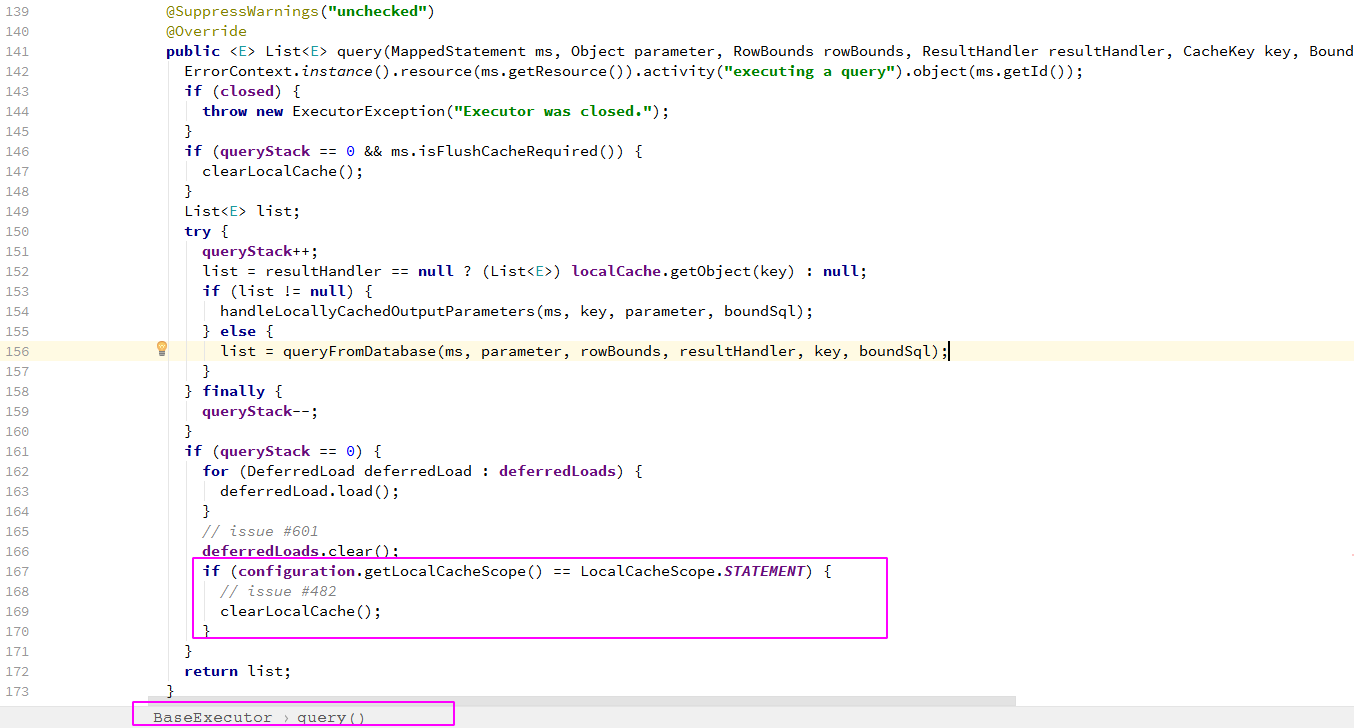 139 @SuppressWarnings("unchecked")
140 @Override
141 public <E> List<E> query(MappedStatement ms, Object parameter, RowBounds rowBounds, ResultHandler resultHandler, CacheKey key, Bound
142 ErrorContext.instance().resource(ms.getResource()).activity("executing a query").object(ms.getId());
143 if (closed) {
144 throw new ExecutorException("Executor was closed.");
145 }
146 if (queryStack == 0 && ms.isFlushCacheRequired()) {
147 clearLocalCache();
148 }
149 List<E> list;
150 try {
151 queryStack++;
152 list = resultHandler == null ? (List<E>) localCache.getObject(key) : null;
153 if (list != null) {
154 handleLocallyCachedOutputParameters(ms, key, parameter, boundSql);
155 } else {
156 list = queryFromDatabase(ms, parameter, rowBounds, resultHandler, key, boundSql);
157 }
158 } finally {
159 queryStack--;
160 }
161 if (queryStack == 0) {
162 for (DeferredLoad deferredLoad : deferredLoads) {
163 deferredLoad.load();
164 }
165 // issue #601
166 deferredLoads.clear();
167 if (configuration.getLocalCacheScope() == LocalCacheScope.STATEMENT) {
168 // issue #482
169 clearLocalCache();
170 }
171 }
172 return list;
173 }
BaseExecutor › query()